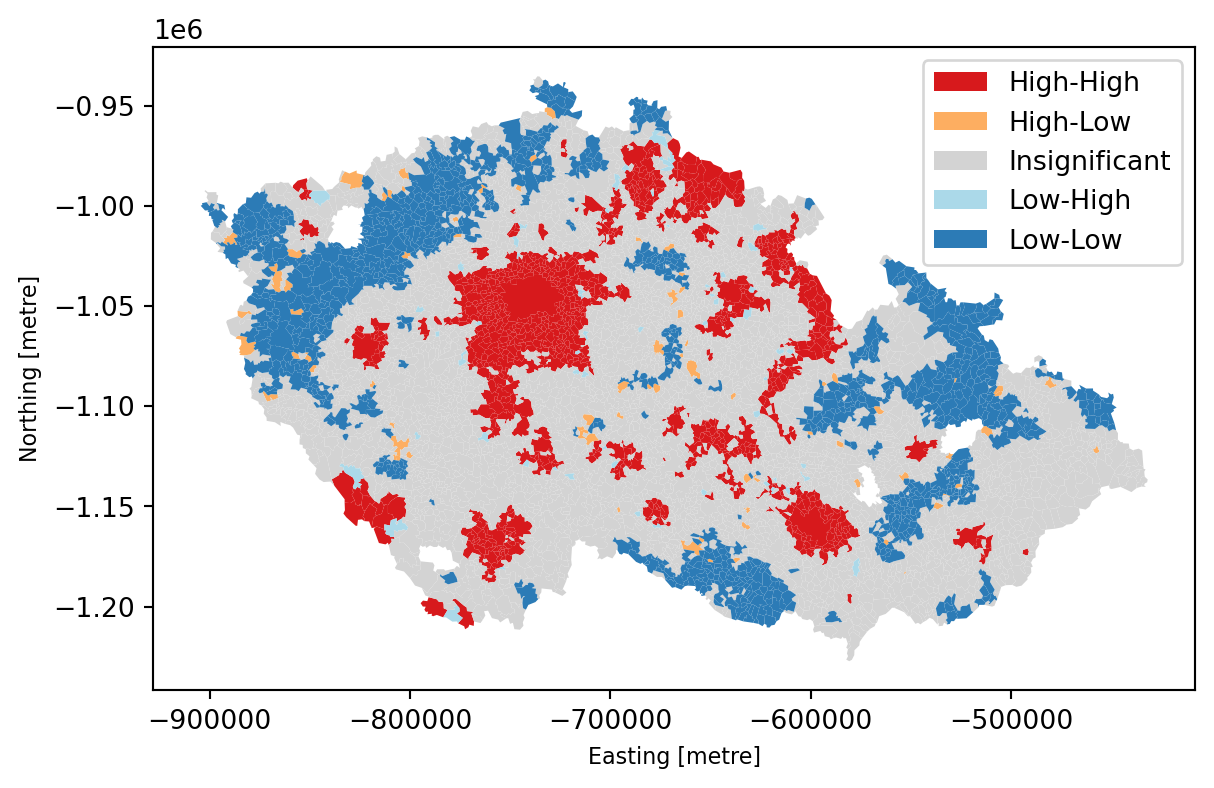 1e6
High-High
High-Low
Insignificant
Low-High
Low-Low
−0.95
−1.00
−1.05
−1.10
−1.15
−1.20
Northing [metre]
−900000 −800000 −700000 −600000 −500000
Easting [metre]